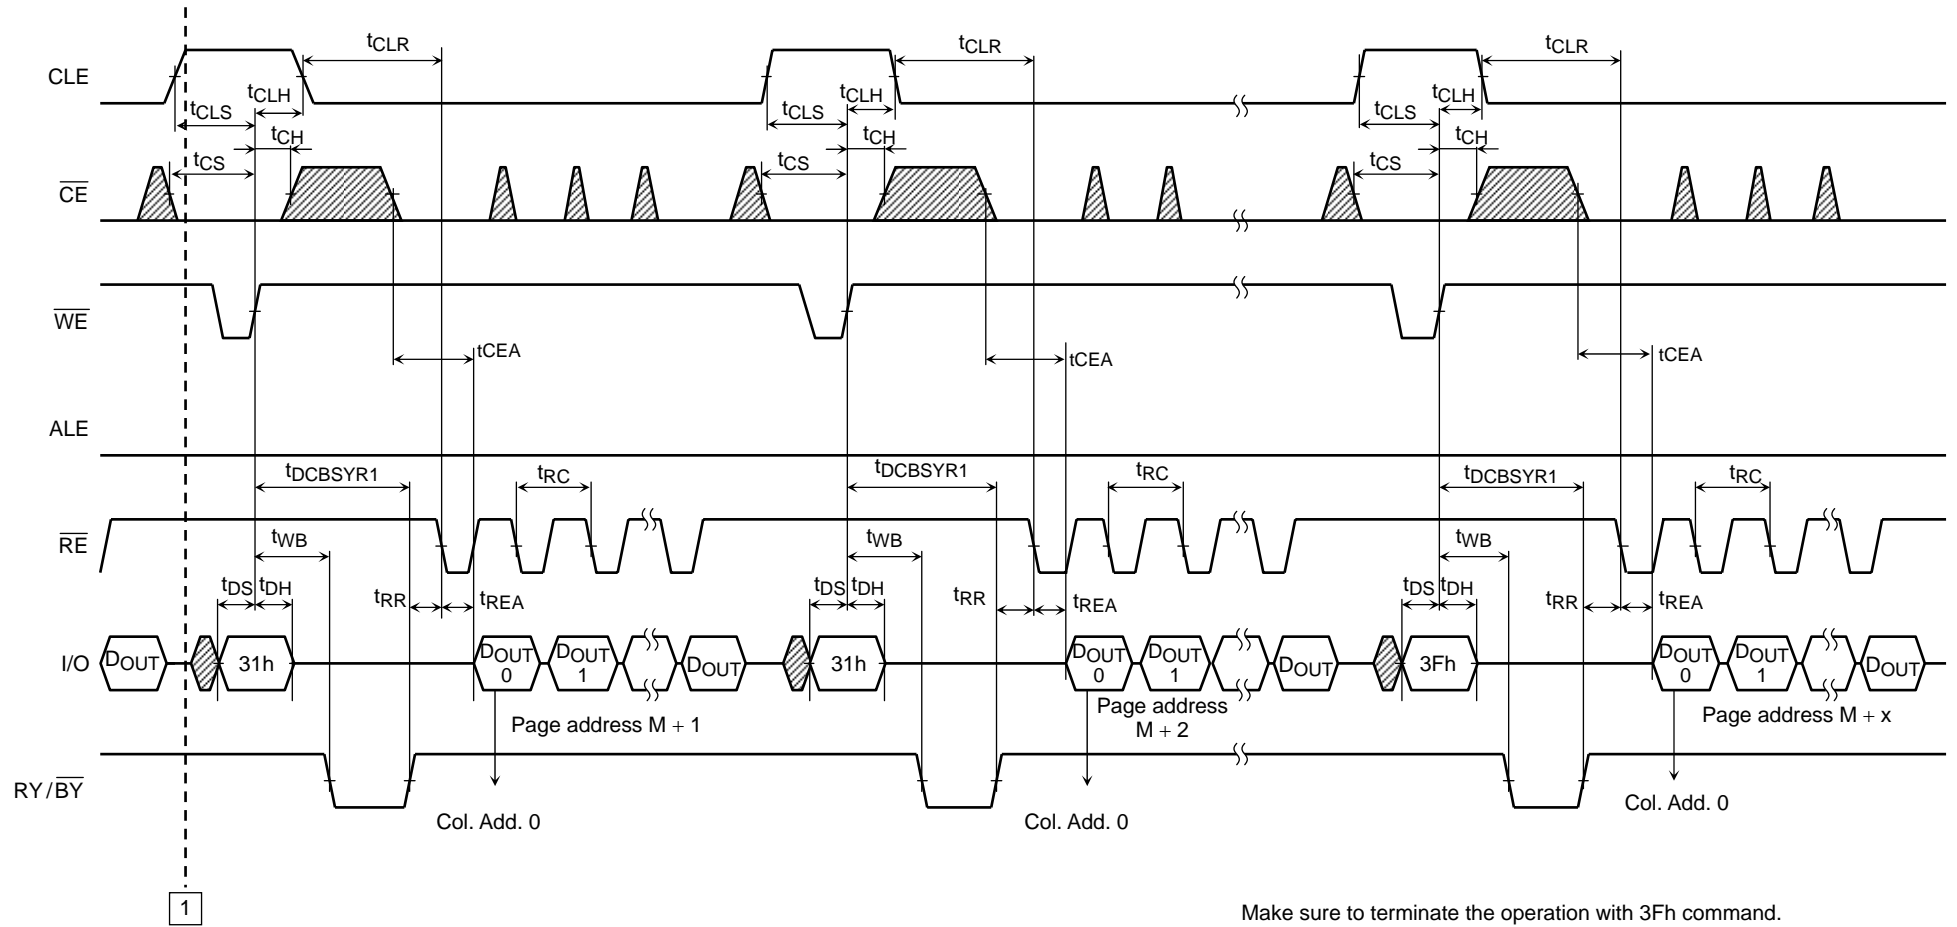 tCLR tCLR tCLR
CLE
tCLH tCLH tCLH
tCLS tCLS tCLS
tCH tCH tCH
tCS tCS tCS
CE
WE
tCEA tCEA tCEA
ALE
tDCBSYR1 tDCBSYR1 tDCBSYR1
tRC tRC tRC
RE
tWB tWB tWB
tDS tDH tDS tDH tDS tDH
tRR tREA tRR tREA tRR tREA
I/O DOUT 31h DOUT 0 DOUT 1 DOUT 31h DOUT 0 DOUT 1 DOUT 3Fh DOUT 0 DOUT 1 DOUT
Page address M + 1
Page address
M + 2
Page address M + x
RY/BY
Col. Add. 0 Col. Add. 0 Col. Add. 0
1
Make sure to terminate the operation with 3Fh command.